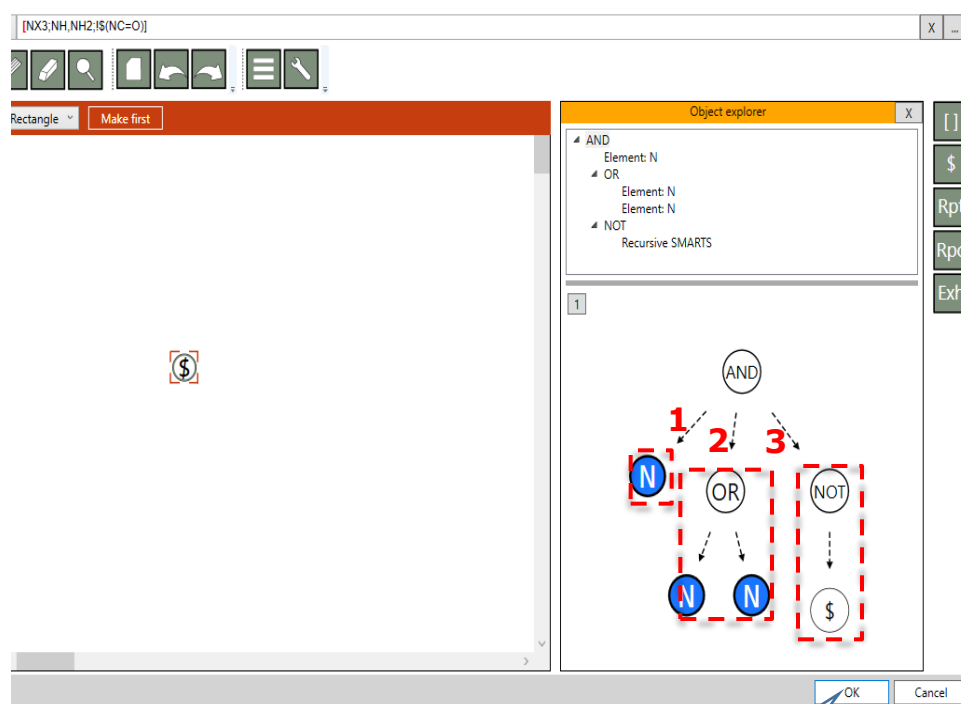 [NX3;NH,NH2;!$(NC=O)]
X
...
Rectangle
Make first
Object explorer
X
AND
Element: N
OR
Element: N
Element: N
NOT
Recursive SMARTS
[ ]
$
Rpt
Rpc
Exh
1
$
AND
1
2
3
N
OR
NOT
N
N
$
OK
Cancel